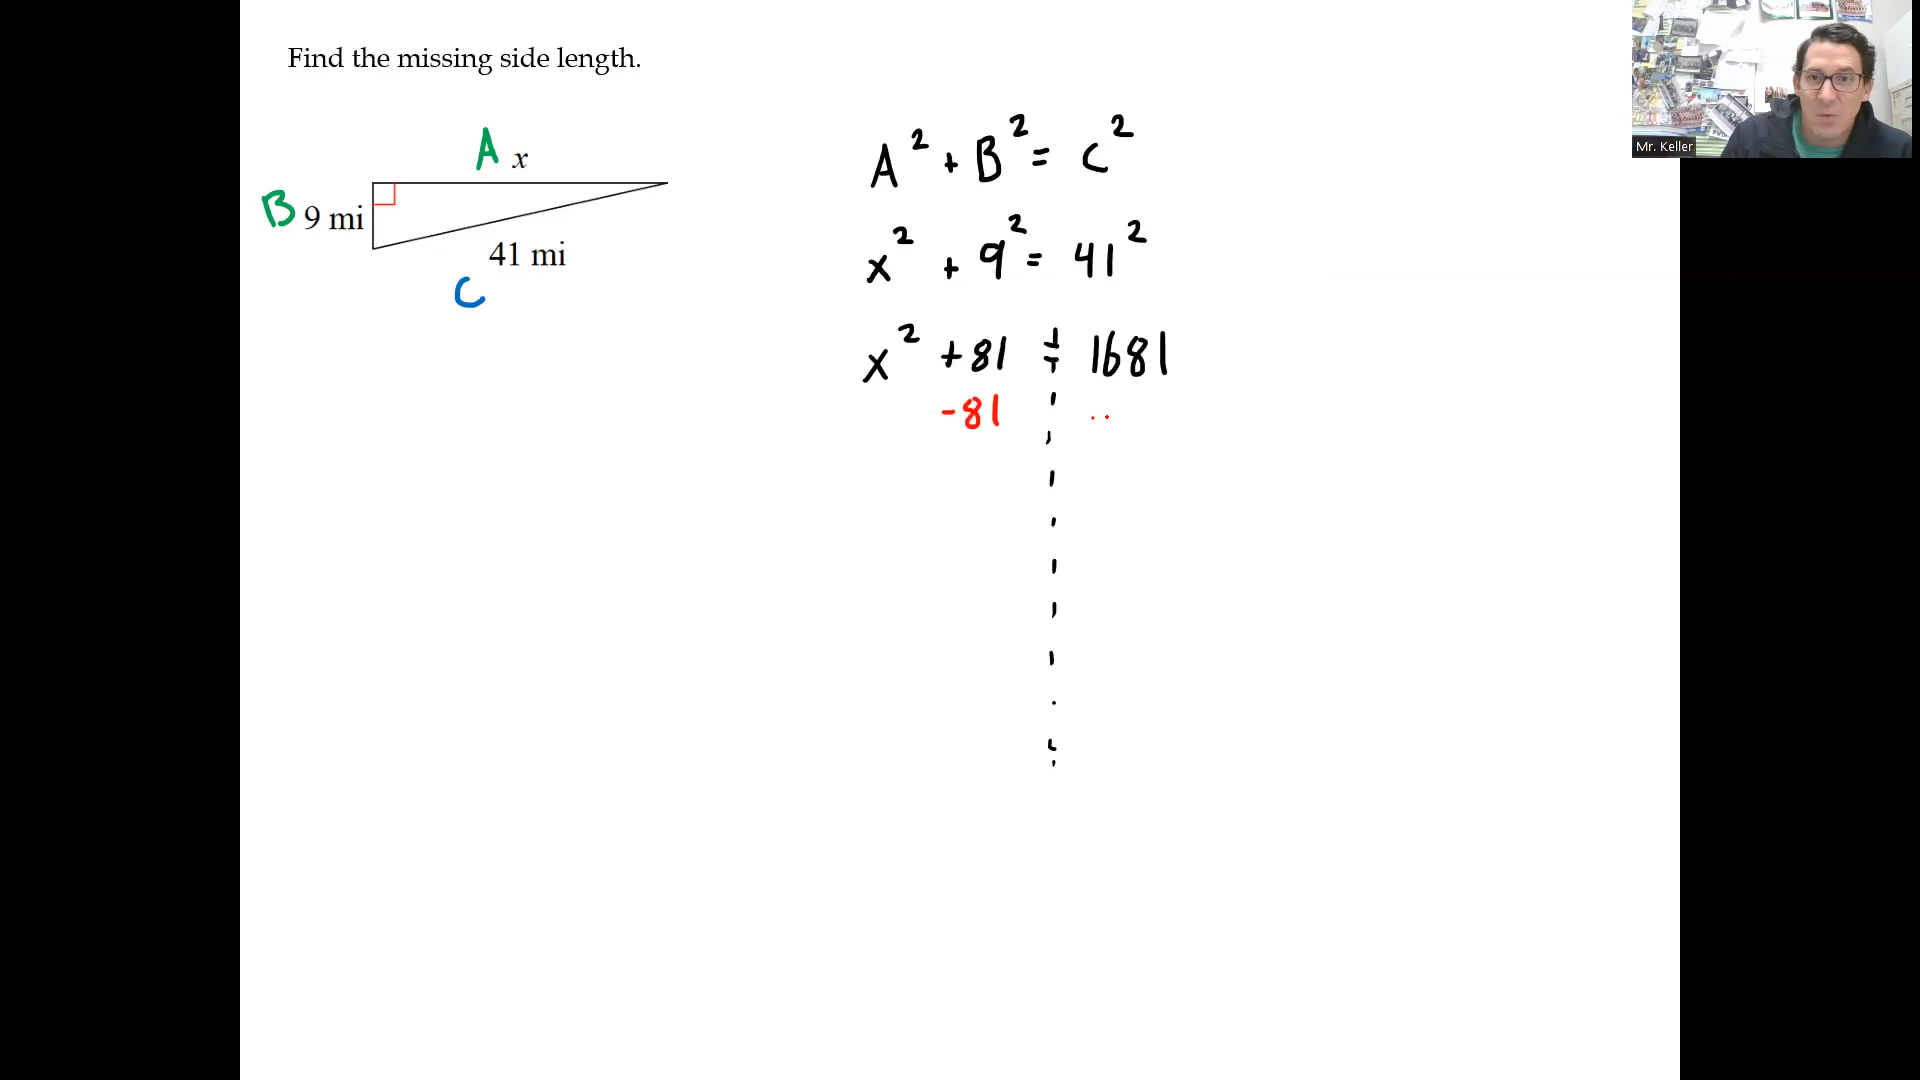 Find the missing side length.
A x
B 9 mi
41 mi
C
A² + B² = C²
x² + 9² = 41²
x² + 81 = 1681
-81
Mr. Keller